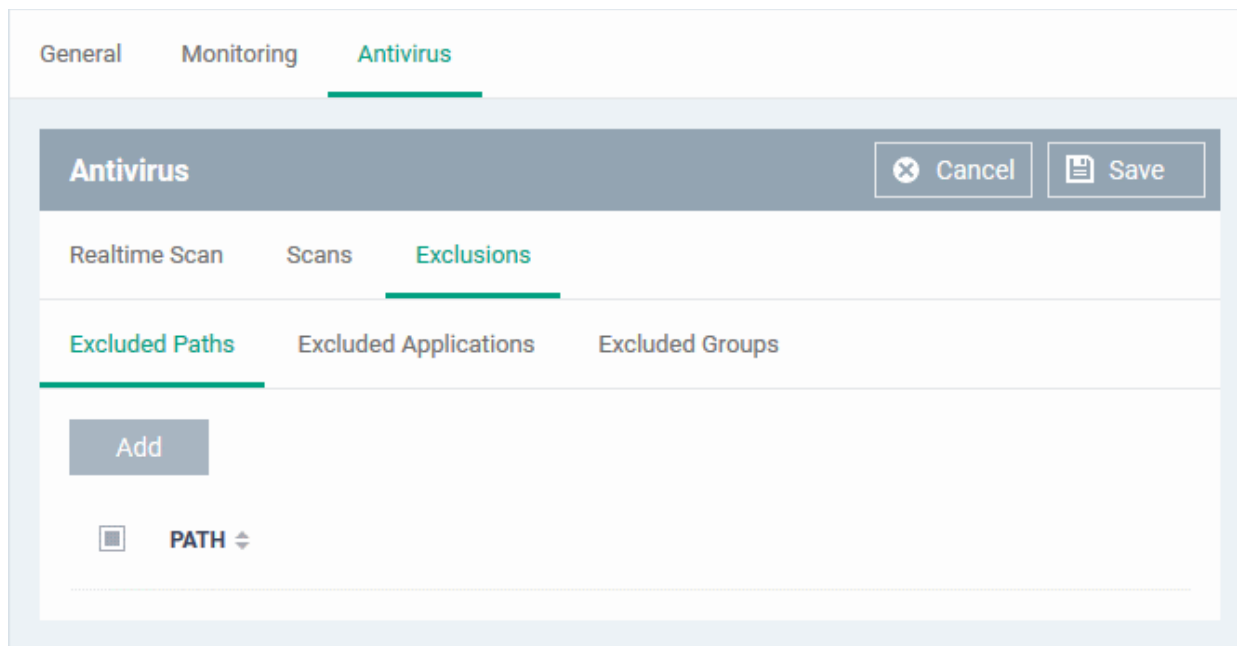 General Monitoring Antivirus
Antivirus Cancel Save
Realtime Scan Scans Exclusions
Excluded Paths Excluded Applications Excluded Groups
Add
PATH